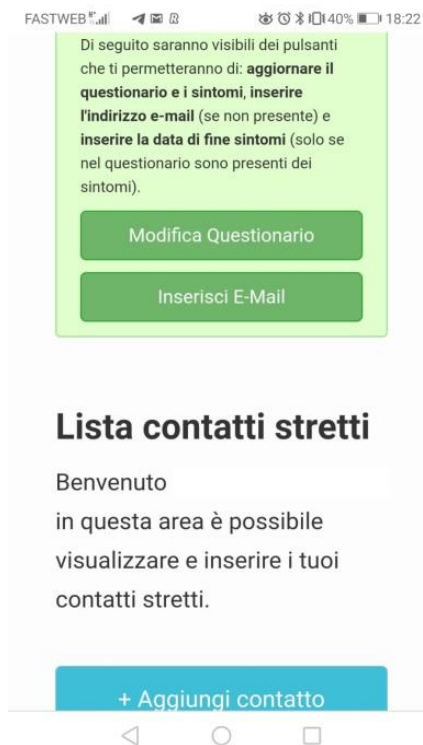 FASTWEB 40% 18:22
Di seguito saranno visibili dei pulsanti
che ti permetteranno di: aggiornare il
questionario e i sintomi, inserire
l'indirizzo e-mail (se non presente) e
inserire la data di fine sintomi (solo se
nel questionario sono presenti dei
sintomi).
Modifica Questionario
Inserisci E-Mail
Lista contatti stretti
Benvenuto
in questa area è possibile
visualizzare e inserire i tuoi
contatti stretti.
+ Aggiungi contatto